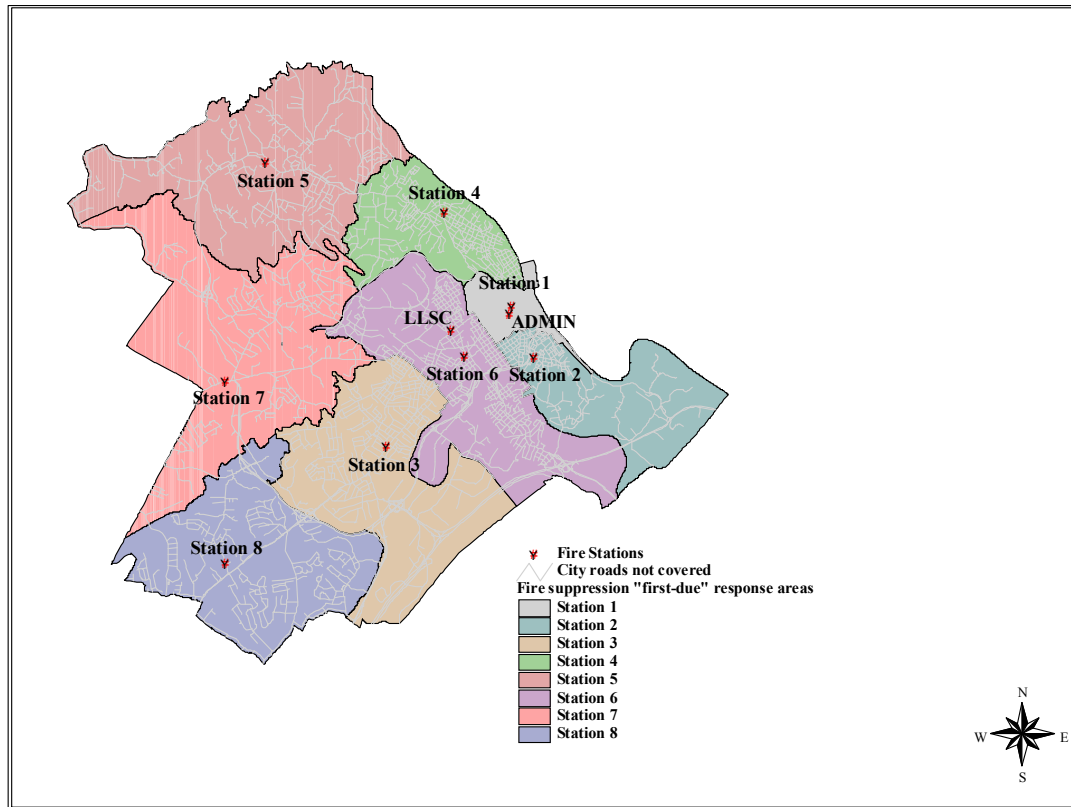 Station 5
Station 4
Station 1
LLSC
ADMIN
Station 6
Station 2
Station 7
Station 3
Station 8
Fire Stations
City roads not covered
Fire suppression "first-due" response areas
Station 1
Station 2
Station 3
Station 4
Station 5
Station 6
Station 7
Station 8
N
W
E
S